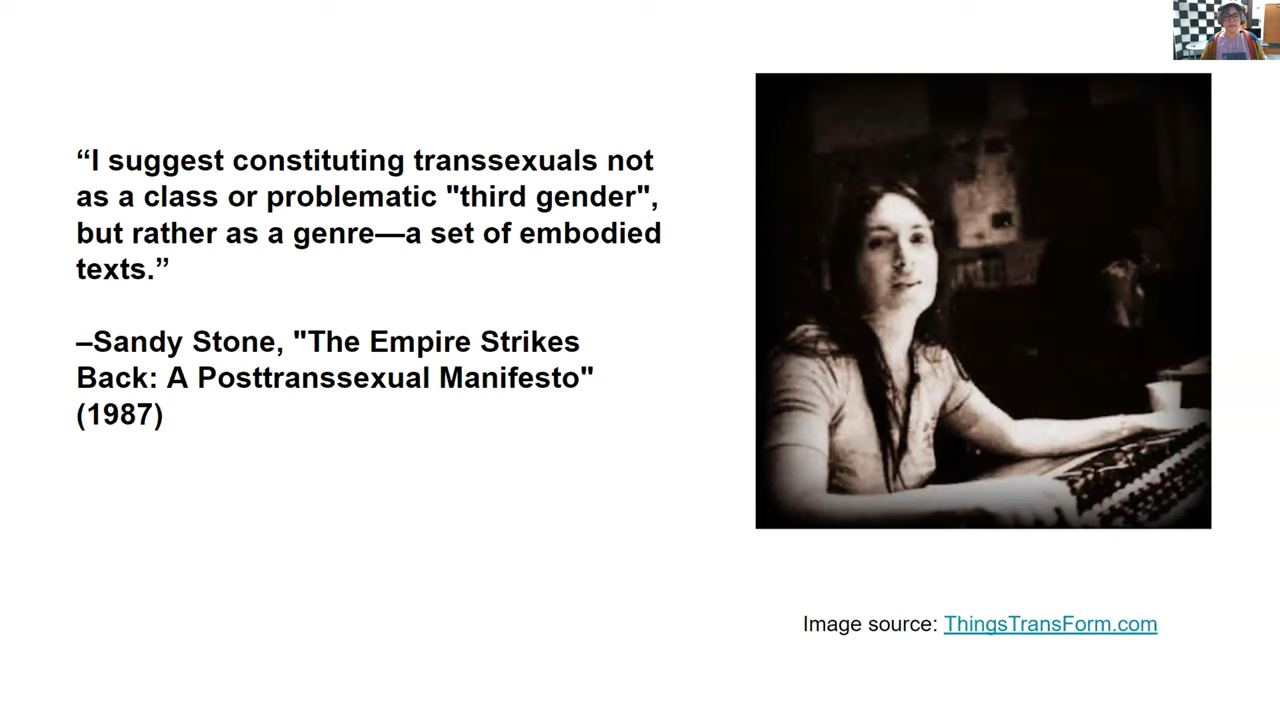 “I suggest constituting transsexuals not
as a class or problematic "third gender",
but rather as a genre—a set of embodied
texts.”
–Sandy Stone, "The Empire Strikes
Back: A Posttranssexual Manifesto"
(1987)
Image source: ThingsTransForm.com